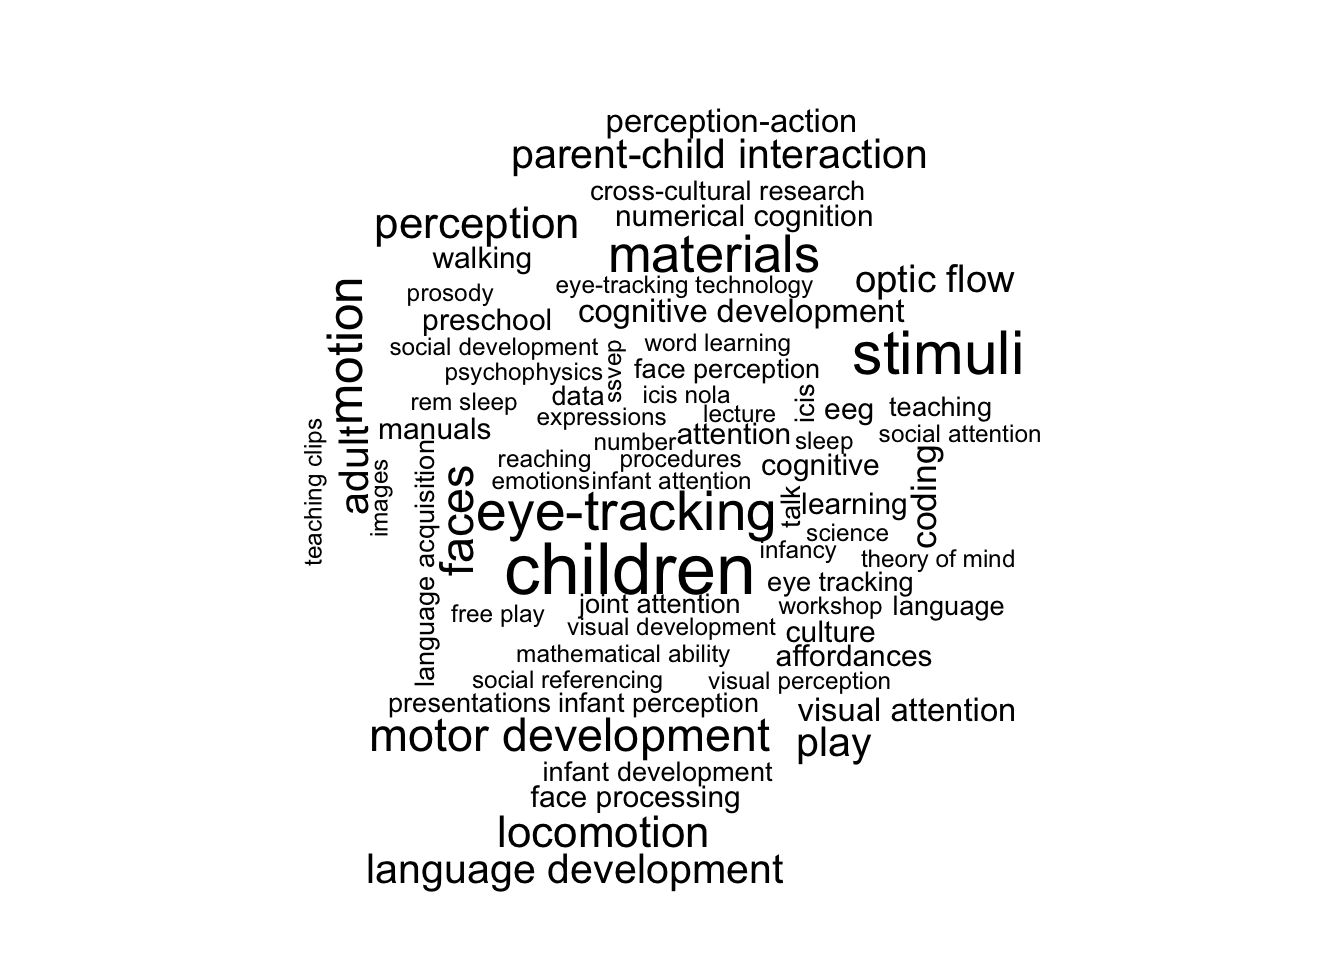 perception-action
parent-child interaction
cross-cultural research
perception
numerical cognition
walking
materials
optic flow
motion
prosody
eye-tracking technology
preschool
cognitive development
social development
ssvep
word learning
stimuli
psychophysics
face perception
rem sleep
data
icis nola
icis
eeg
teaching
expressions
lecture
teaching clips
adult
manuals
number
attention
sleep
social attention
images
language acquisition
reaching
procedures
cognitive
coding
faces
emotions
infant attention
eye-tracking
talk
learning
science
children
infancy
theory of mind
eye tracking
free play
joint attention
workshop
language
visual development
culture
mathematical ability
affordances
social referencing
visual perception
presentations
infant perception
visual attention
motor development
play
infant development
face processing
locomotion
language development